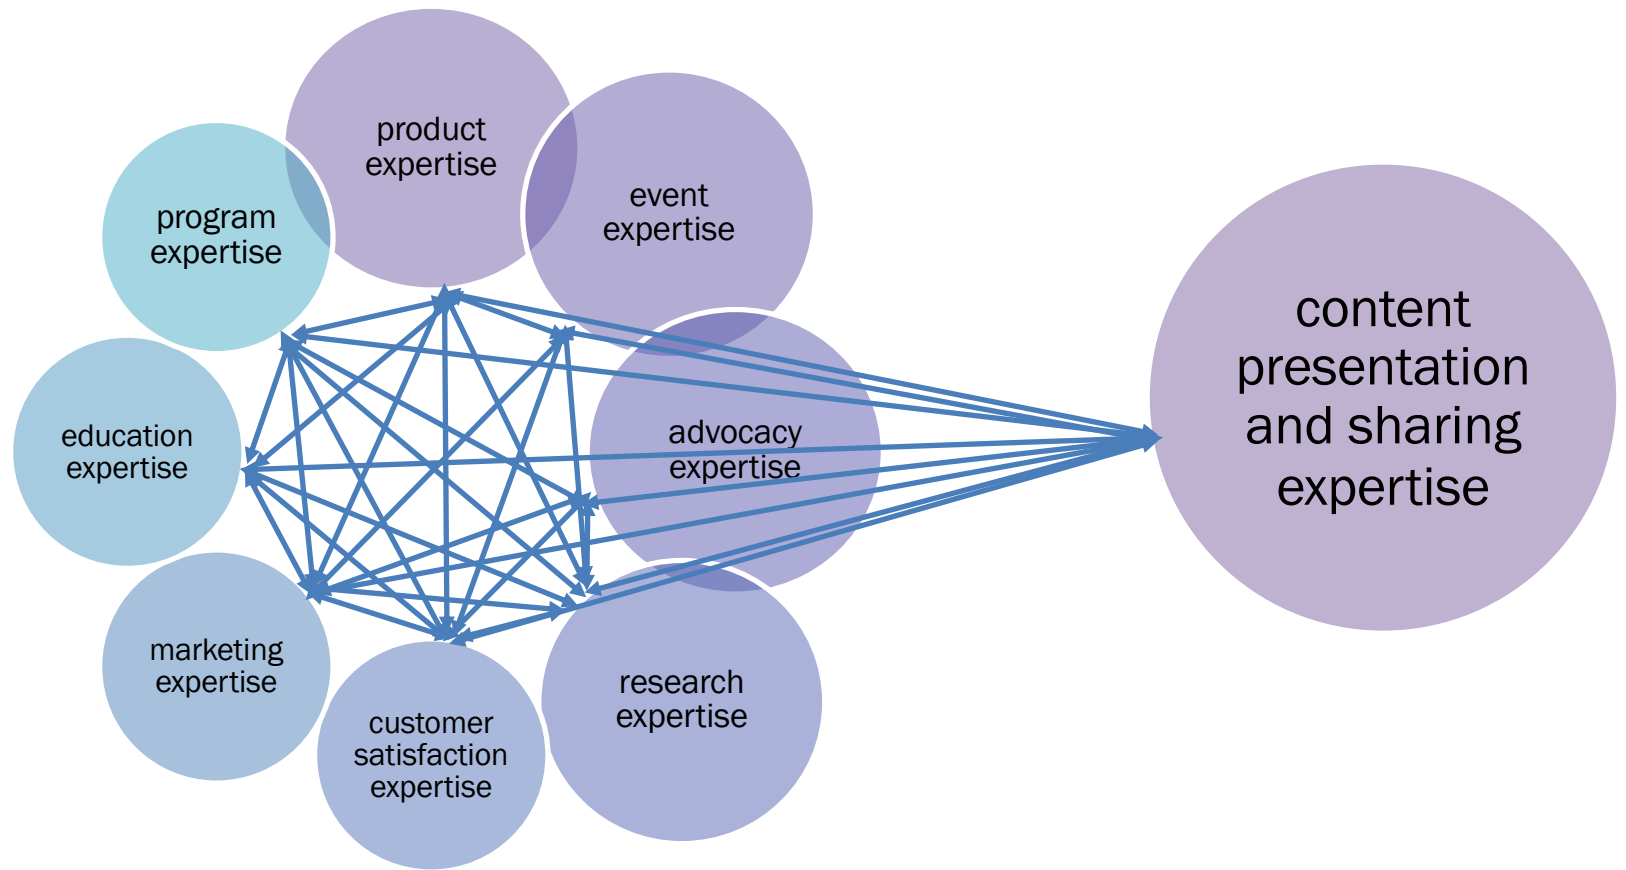 product
expertise
event
expertise
program
expertise
content
presentation
and sharing
expertise
education
expertise
advocacy
expertise
marketing
expertise
research
expertise
customer
satisfaction
expertise